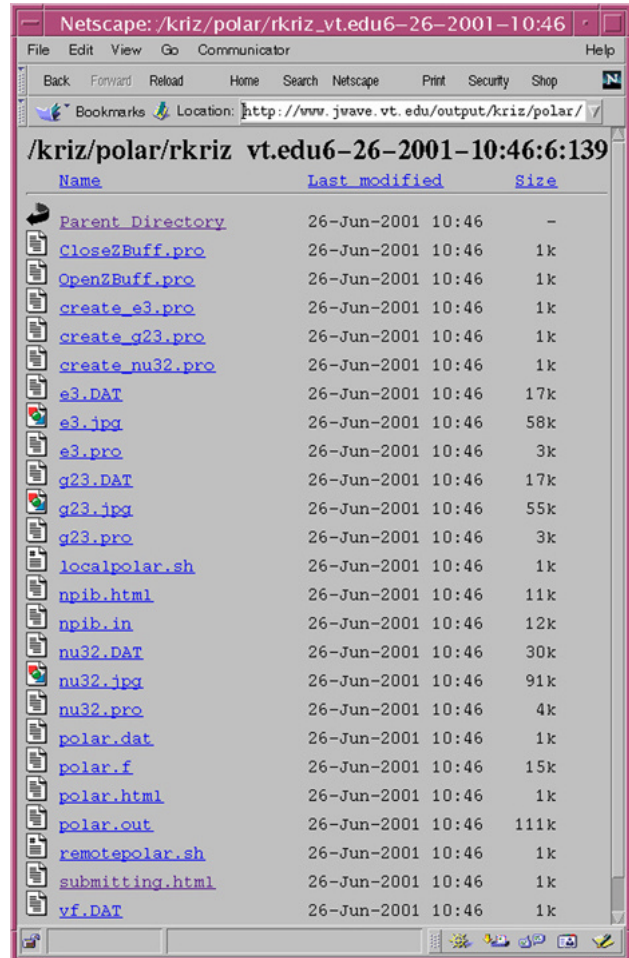 Netscape: /kriz/polar/rkriz_vt.edu6-26-2001-10:46
File Edit View Go Communicator Help
Back Forward Reload Home Search Netscape Print Security Shop N
Bookmarks Location: http://www.jwave.vt.edu/output/kriz/polar/
/kriz/polar/rkriz vt.edu6-26-2001-10:46:6:139
Name Last modified Size
Parent Directory 26-Jun-2001 10:46 -
CloseZBuff.pro 26-Jun-2001 10:46 1k
OpenZBuff.pro 26-Jun-2001 10:46 1k
create_e3.pro 26-Jun-2001 10:46 1k
create_g23.pro 26-Jun-2001 10:46 1k
create_nu32.pro 26-Jun-2001 10:46 1k
e3.DAT 26-Jun-2001 10:46 17k
e3.jpg 26-Jun-2001 10:46 58k
e3.pro 26-Jun-2001 10:46 3k
g23.DAT 26-Jun-2001 10:46 17k
g23.jpg 26-Jun-2001 10:46 55k
g23.pro 26-Jun-2001 10:46 3k
localpolar.sh 26-Jun-2001 10:46 1k
npib.html 26-Jun-2001 10:46 11k
npib.in 26-Jun-2001 10:46 12k
nu32.DAT 26-Jun-2001 10:46 30k
nu32.jpg 26-Jun-2001 10:46 91k
nu32.pro 26-Jun-2001 10:46 4k
polar.dat 26-Jun-2001 10:46 1k
polar.f 26-Jun-2001 10:46 15k
polar.html 26-Jun-2001 10:46 1k
polar.out 26-Jun-2001 10:46 111k
remotepolar.sh 26-Jun-2001 10:46 1k
submitting.html 26-Jun-2001 10:46 1k
vf.DAT 26-Jun-2001 10:46 1k